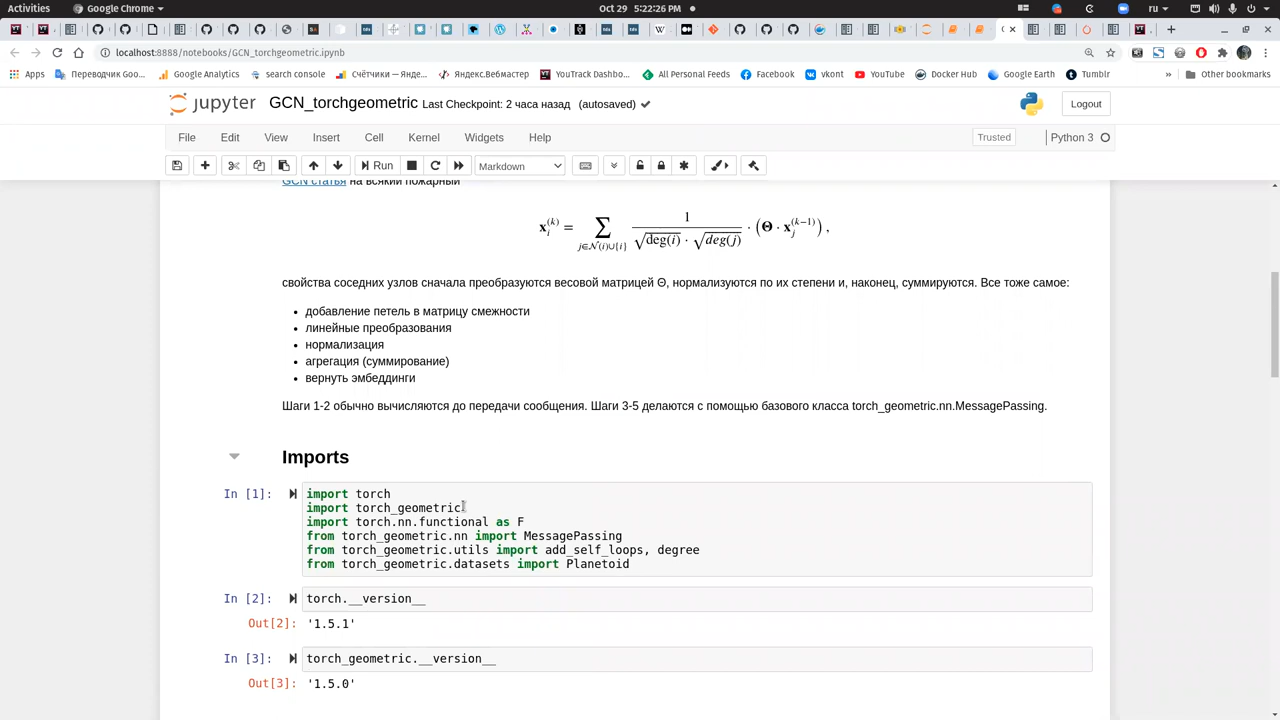 Activities Google Chrome Oct 29 5:22:26 PM ru
localhost:8888/notebooks/GCN_torchgeometric.ipynb
Apps Переводчик Goo... Google Analytics search console Счётчики — Янде... Яндекс.Вебмастер YouTrack Dashbo... All Personal Feeds Facebook vkont YouTube Docker Hub Google Earth Tumblr » Other bookmarks
jupyter GCN_torchgeometric Last Checkpoint: 2 часа назад (autosaved) Logout
File Edit View Insert Cell Kernel Widgets Help Trusted Python 3
Run Markdown
GCN статья на всякий пожарный
x_i^{(k)} = ∑_{j∈𝒩(i)∪{i}} 1 / (√deg(i) · √deg(j)) · (Θ · x_j^{(k−1)}) ,
свойства соседних узлов сначала преобразуются весовой матрицей Θ, нормализуются по их степени и, наконец, суммируются. Все тоже самое:
• добавление петель в матрицу смежности
• линейные преобразования
• нормализация
• агрегация (суммирование)
• вернуть эмбеддинги
Шаги 1-2 обычно вычисляются до передачи сообщения. Шаги 3-5 делаются с помощью базового класса torch_geometric.nn.MessagePassing.
Imports
In [1]: import torch
import torch_geometric
import torch.nn.functional as F
from torch_geometric.nn import MessagePassing
from torch_geometric.utils import add_self_loops, degree
from torch_geometric.datasets import Planetoid
In [2]: torch.__version__
Out[2]: '1.5.1'
In [3]: torch_geometric.__version__
Out[3]: '1.5.0'